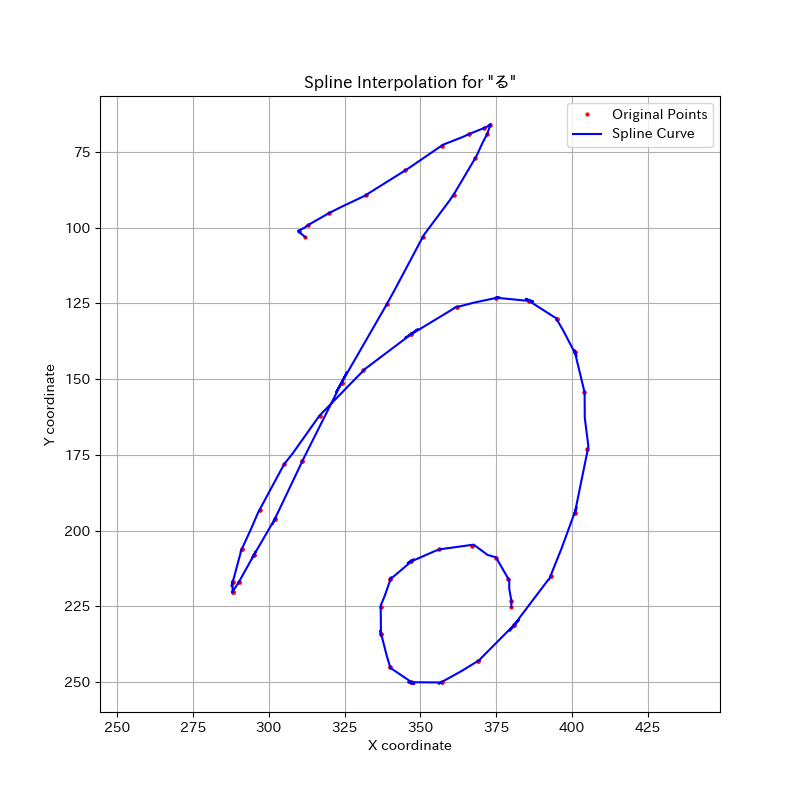 Spline Interpolation for "る"
Original Points
Spline Curve
75
100
125
150
175
200
225
250
Y coordinate
る
250 275 300 325 350 375 400 425
X coordinate